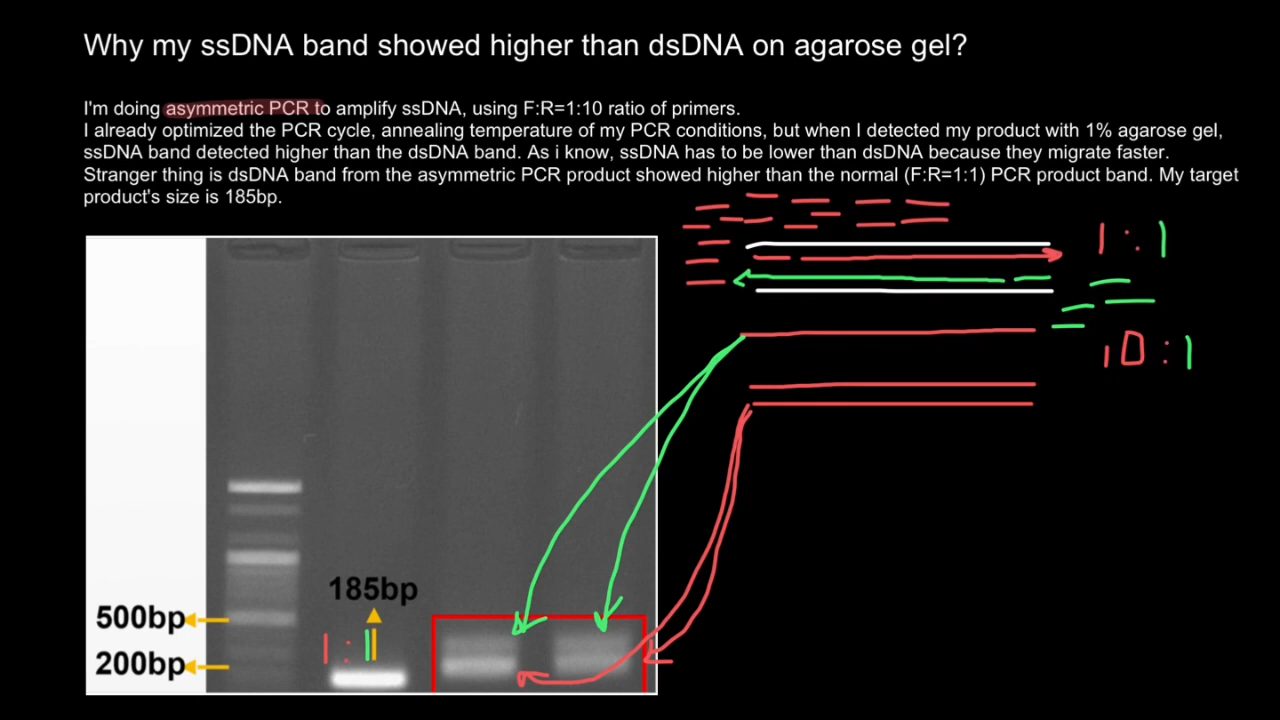 Why my ssDNA band showed higher than dsDNA on agarose gel?
I'm doing asymmetric PCR to amplify ssDNA, using F:R=1:10 ratio of primers.
I already optimized the PCR cycle, annealing temperature of my PCR conditions, but when I detected my product with 1% agarose gel,
ssDNA band detected higher than the dsDNA band. As i know, ssDNA has to be lower than dsDNA because they migrate faster.
Stranger thing is dsDNA band from the asymmetric PCR product showed higher than the normal (F:R=1:1) PCR product band. My target
product's size is 185bp.
1:1
10:1
185bp
500bp
1:1
200bp